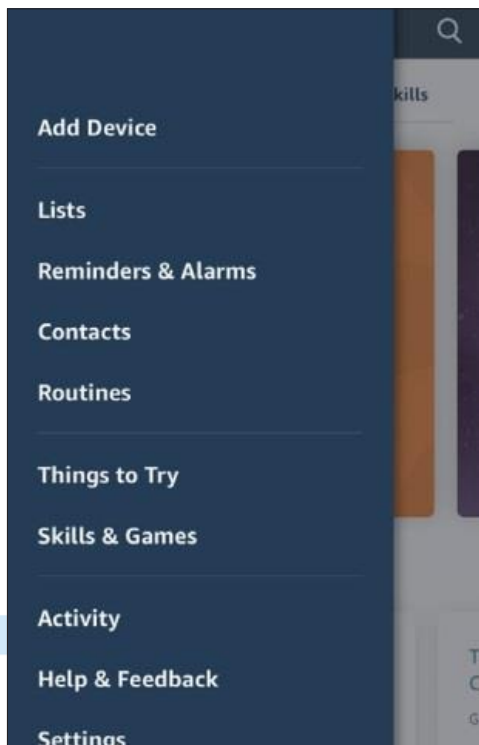 kills
Add Device
Lists
Reminders & Alarms
Contacts
Routines
Things to Try
Skills & Games
Activity
Help & Feedback
Settings
T
C
G